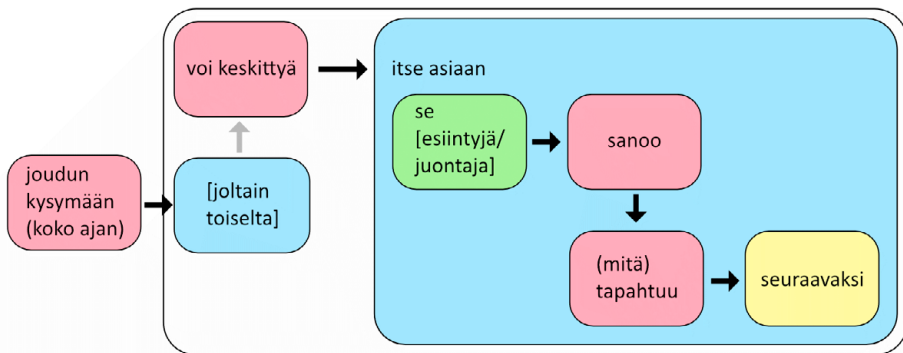 voi keskittyä
itse asiaan
se
[esiintyjä/
juontaja]
sanoo
joudun
kysymään
(koko ajan)
[joltain
toiselta]
(mitä)
tapahtuu
seuraavaksi